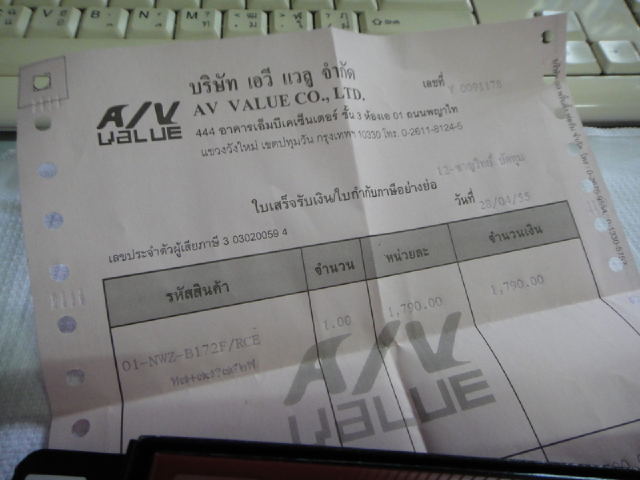 บริษัท เอวี แวลู จำกัด
AV VALUE CO., LTD.
A/V VALUE
444 อาคารเอ็มบีเคเซ็นเตอร์ ชั้น 3 ห้องเอ 01 ถนนพญาไท
แขวงวังใหม่ เขตปทุมวัน กรุงเทพฯ 10330 โทร. 0-2611-8124-5
เลขที่ Y 0091178
ใบเสร็จรับเงิน/ใบกำกับภาษีอย่างย่อ
วันที่ 28/04/55
เลขประจำตัวผู้เสียภาษี 3 03020059 4
รหัสสินค้า จำนวน หน่วยละ จำนวนเงิน
01-NWZ-B172F/RCE 1.00 1,790.00 1,790.00
A/V VALUE